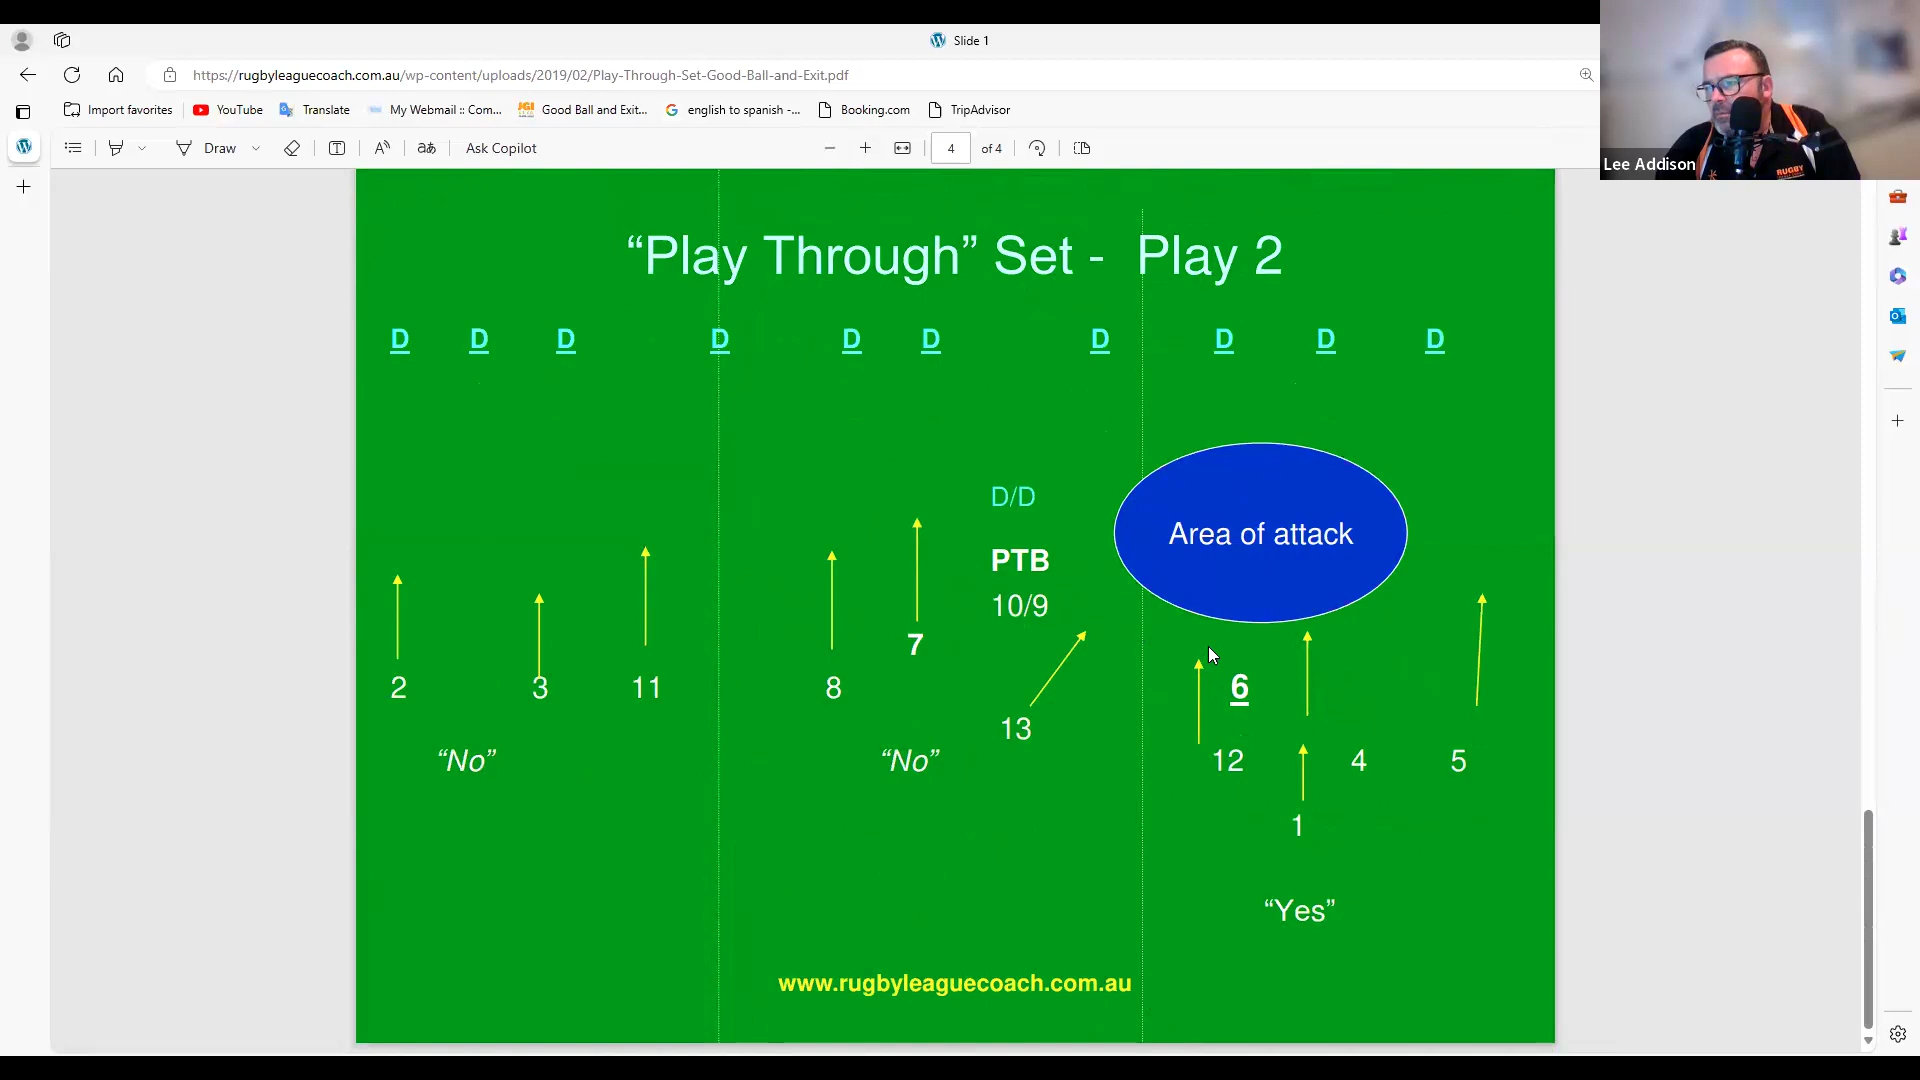 Slide 1
https://rugbyleaguecoach.com.au/wp-content/uploads/2019/02/Play-Through-Set-Good-Ball-and-Exit.pdf
Import favorites YouTube Translate My Webmail :: Com... Good Ball and Exit... english to spanish -... Booking.com TripAdvisor
Draw Ask Copilot 4 of 4
Lee Addison
RUGBY
“Play Through” Set - Play 2
D D D D D D D D D D
D/D
Area of attack
PTB
10/9
7
2 3 11 8 6
13
“No” “No” 12 4 5
1
“Yes”
www.rugbyleaguecoach.com.au